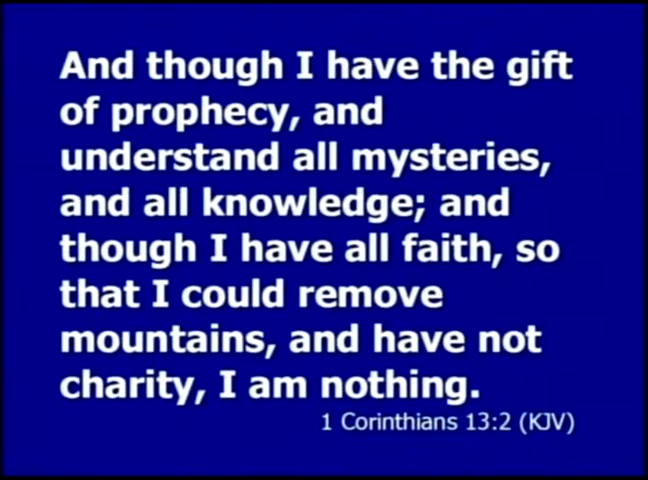 And though I have the gift
of prophecy, and
understand all mysteries,
and all knowledge; and
though I have all faith, so
that I could remove
mountains, and have not
charity, I am nothing.
1 Corinthians 13:2 (KJV)